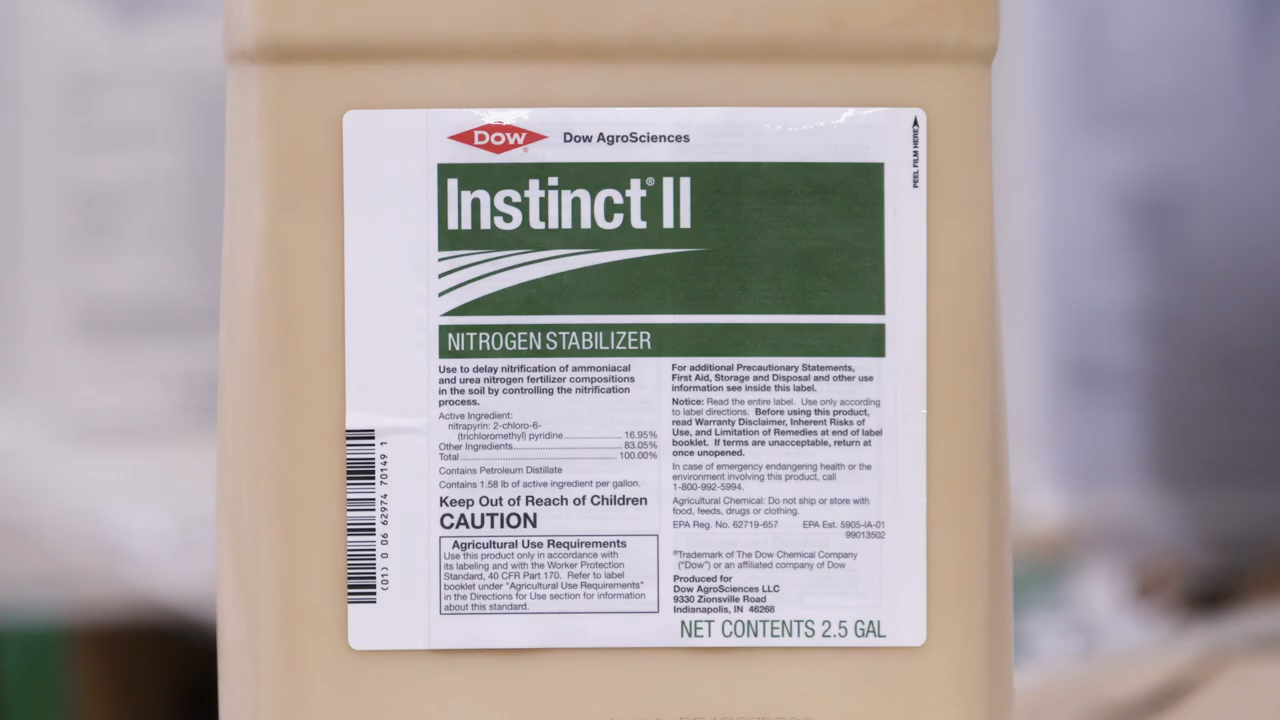 DOW
Dow AgroSciences
PEEL FILM HERE
Instinct® II
NITROGEN STABILIZER
Use to delay nitrification of ammoniacal
and urea nitrogen fertilizer compositions
in the soil by controlling the nitrification
process.
Active Ingredient:
nitrapyrin: 2-chloro-6-
(trichloromethyl) pyridine ..................... 16.95%
Other Ingredients ........................................ 83.05%
Total .......................................................... 100.00%
Contains Petroleum Distillate
Contains 1.58 lb of active ingredient per gallon.
Keep Out of Reach of Children
CAUTION
Agricultural Use Requirements
Use this product only in accordance with
its labeling and with the Worker Protection
Standard, 40 CFR Part 170. Refer to label
booklet under "Agricultural Use Requirements"
in the Directions for Use section for information
about this standard.
For additional Precautionary Statements,
First Aid, Storage and Disposal and other use
information see inside this label.
Notice: Read the entire label. Use only according
to label directions. Before using this product,
read Warranty Disclaimer, Inherent Risks of
Use, and Limitation of Remedies at end of label
booklet. If terms are unacceptable, return at
once unopened.
In case of emergency endangering health or the
environment involving this product, call
1-800-992-5994.
Agricultural Chemical: Do not ship or store with
food, feeds, drugs or clothing.
EPA Reg. No. 62719-657 EPA Est. 5905-IA-01
99013502
®Trademark of The Dow Chemical Company
("Dow") or an affiliated company of Dow
Produced for
Dow AgroSciences LLC
9330 Zionsville Road
Indianapolis, IN 46268
NET CONTENTS 2.5 GAL
(01) 0 06 62974 70149 1